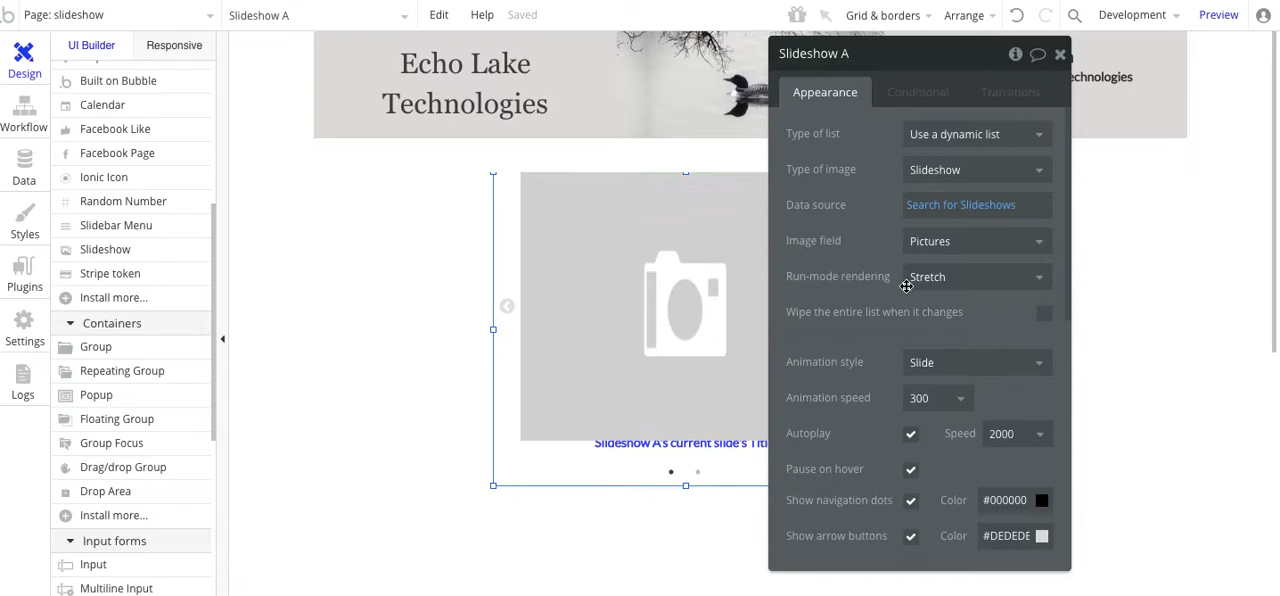 Page: slideshow
Slideshow A
Edit
Help
Saved
Grid & borders
Arrange
Development
Preview
Design
Workflow
Data
Styles
Plugins
Settings
Logs
UI Builder
Responsive
Built on Bubble
Calendar
Facebook Like
Facebook Page
Ionic Icon
Random Number
Slidebar Menu
Slideshow
Stripe token
Install more...
Containers
Group
Repeating Group
Popup
Floating Group
Group Focus
Drag/drop Group
Drop Area
Install more...
Input forms
Input
Multiline Input
Echo Lake
Technologies
Technologies
Slideshow A's current slide's Titl
Slideshow A
Appearance
Conditional
Transitions
Type of list
Use a dynamic list
Type of image
Slideshow
Data source
Search for Slideshows
Image field
Pictures
Run-mode rendering
Stretch
Wipe the entire list when it changes
Animation style
Slide
Animation speed
300
Autoplay
Speed
2000
Pause on hover
Show navigation dots
Color
#000000
Show arrow buttons
Color
#DEDEDE